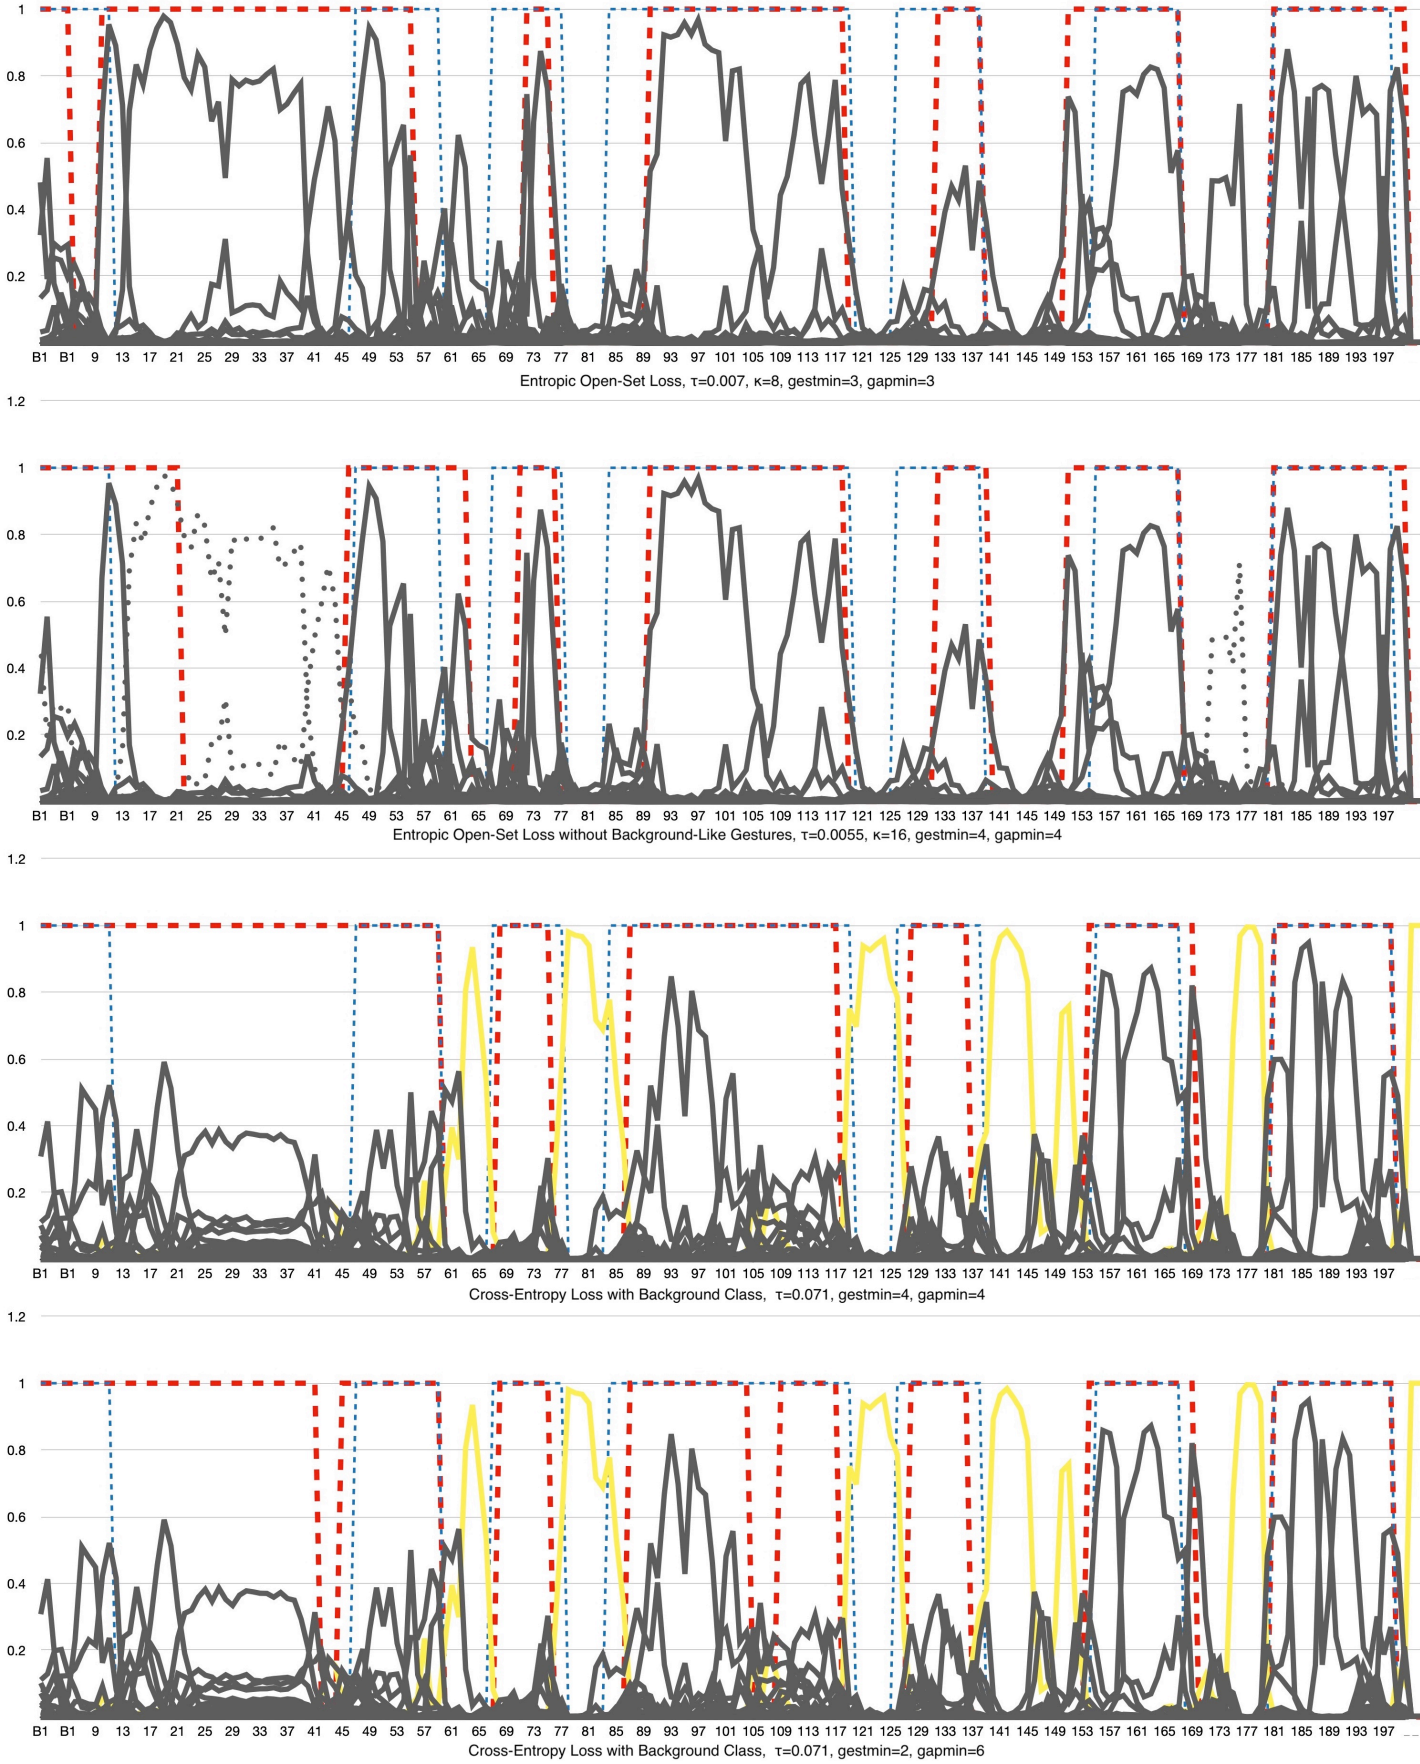 1
0.8
0.6
0.4
0.2
B1 B1 9 13 17 21 25 29 33 37 41 45 49 53 57 61 65 69 73 77 81 85 89 93 97 101 105 109 113 117 121 125 129 133 137 141 145 149 153 157 161 165 169 173 177 181 185 189 193 197
Entropic Open-Set Loss, τ=0.007, κ=8, gestmin=3, gapmin=3
1.2
1
0.8
0.6
0.4
0.2
B1 B1 9 13 17 21 25 29 33 37 41 45 49 53 57 61 65 69 73 77 81 85 89 93 97 101 105 109 113 117 121 125 129 133 137 141 145 149 153 157 161 165 169 173 177 181 185 189 193 197
Entropic Open-Set Loss without Background-Like Gestures, τ=0.0055, κ=16, gestmin=4, gapmin=4
1.2
1
0.8
0.6
0.4
0.2
B1 B1 9 13 17 21 25 29 33 37 41 45 49 53 57 61 65 69 73 77 81 85 89 93 97 101 105 109 113 117 121 125 129 133 137 141 145 149 153 157 161 165 169 173 177 181 185 189 193 197
Cross-Entropy Loss with Background Class, τ=0.071, gestmin=4, gapmin=4
1.2
1
0.8
0.6
0.4
0.2
B1 B1 9 13 17 21 25 29 33 37 41 45 49 53 57 61 65 69 73 77 81 85 89 93 97 101 105 109 113 117 121 125 129 133 137 141 145 149 153 157 161 165 169 173 177 181 185 189 193 197
Cross-Entropy Loss with Background Class, τ=0.071, gestmin=2, gapmin=6